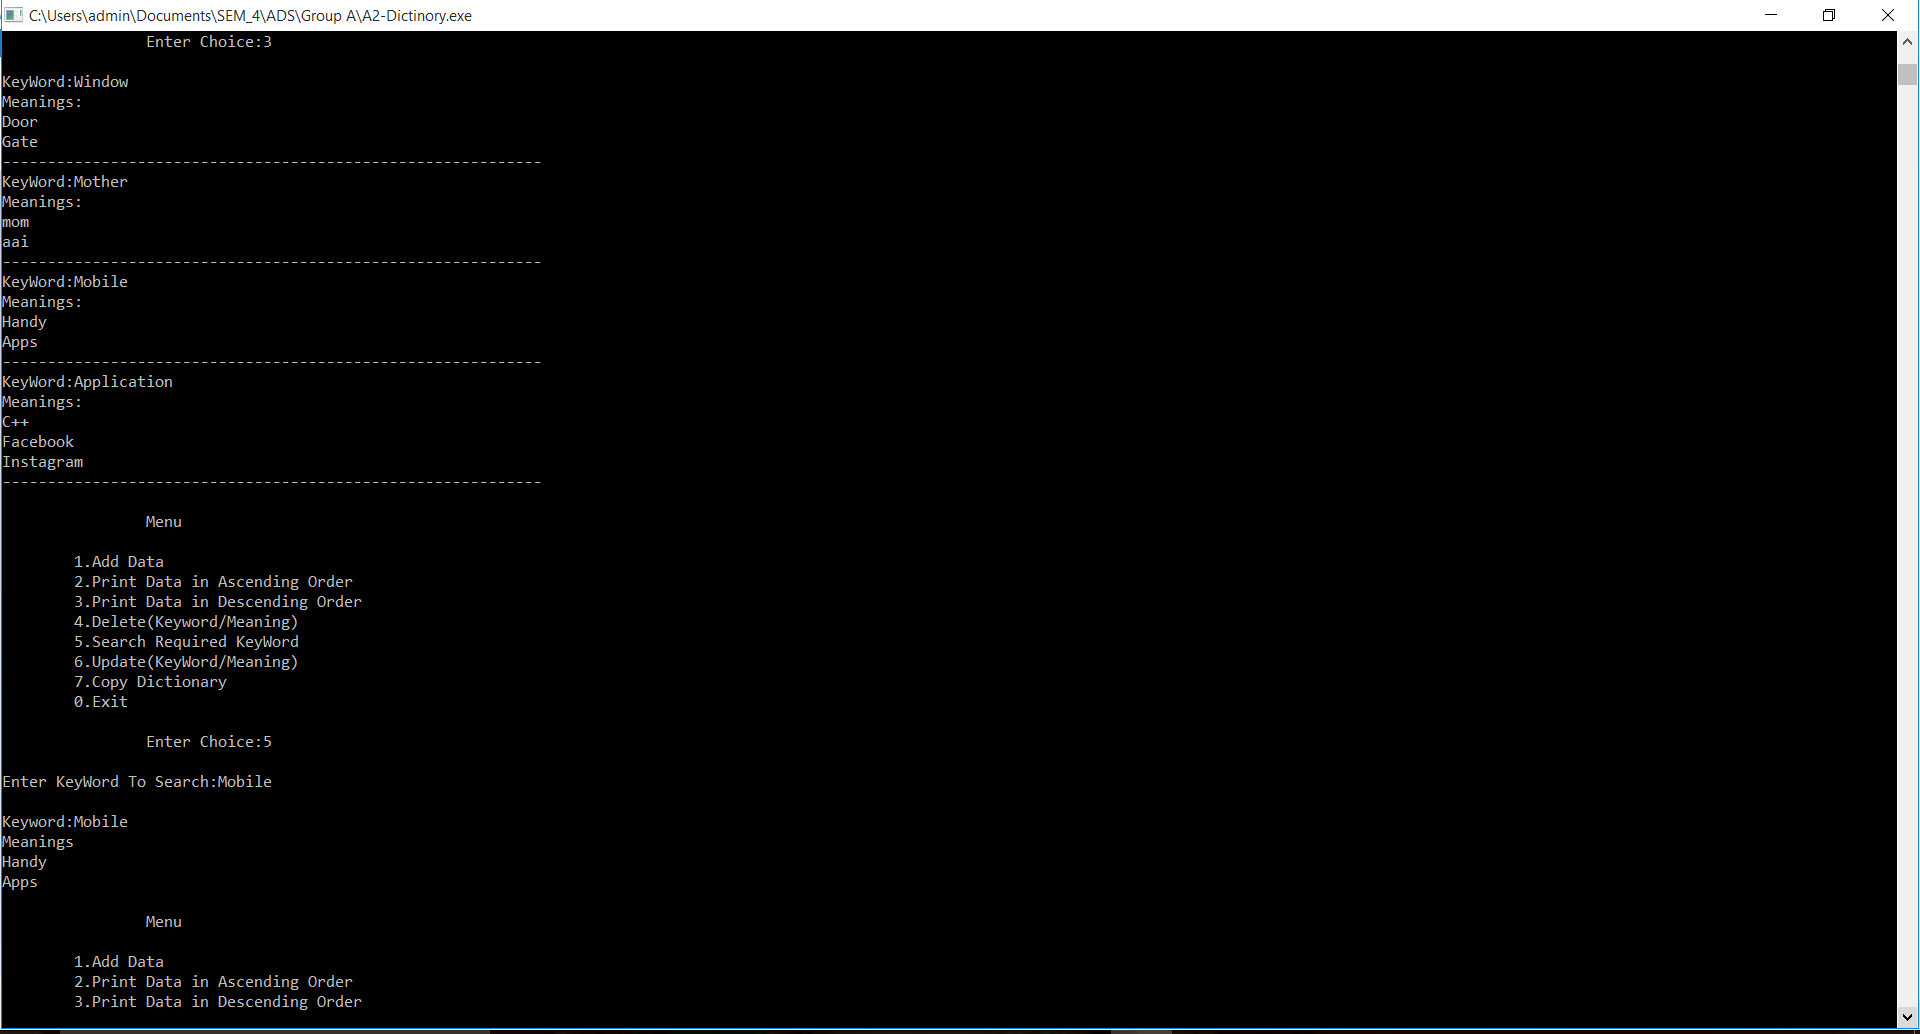 C:\Users\admin\Documents\SEM_4\ADS\Group A\A2-Dictinory.exe
Enter Choice:3
KeyWord:Window
Meanings:
Door
Gate
------------------------------------------------------------
KeyWord:Mother
Meanings:
mom
aai
------------------------------------------------------------
KeyWord:Mobile
Meanings:
Handy
Apps
------------------------------------------------------------
KeyWord:Application
Meanings:
C++
Facebook
Instagram
------------------------------------------------------------
Menu
1.Add Data
2.Print Data in Ascending Order
3.Print Data in Descending Order
4.Delete(Keyword/Meaning)
5.Search Required KeyWord
6.Update(KeyWord/Meaning)
7.Copy Dictionary
0.Exit
Enter Choice:5
Enter KeyWord To Search:Mobile
Keyword:Mobile
Meanings
Handy
Apps
Menu
1.Add Data
2.Print Data in Ascending Order
3.Print Data in Descending Order